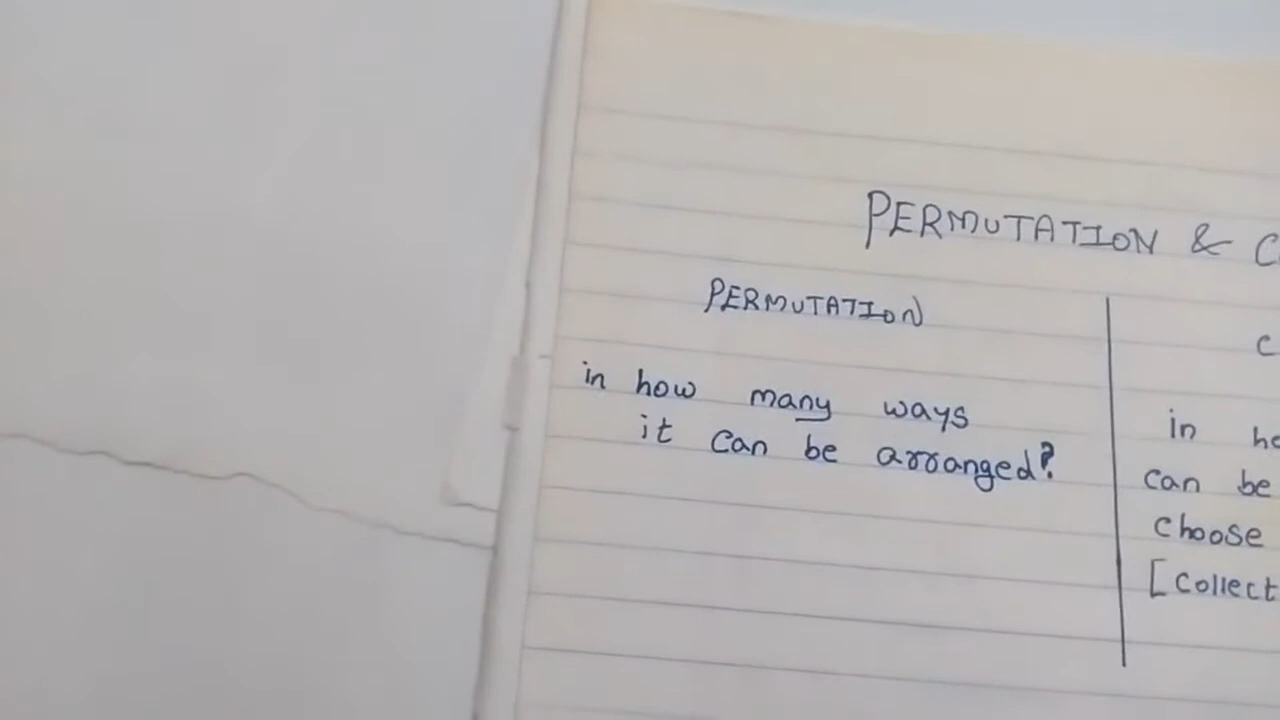 PERMUTATION &
PERMUTATION
in how many ways
it can be arranged?
in
can be
choose
[collect